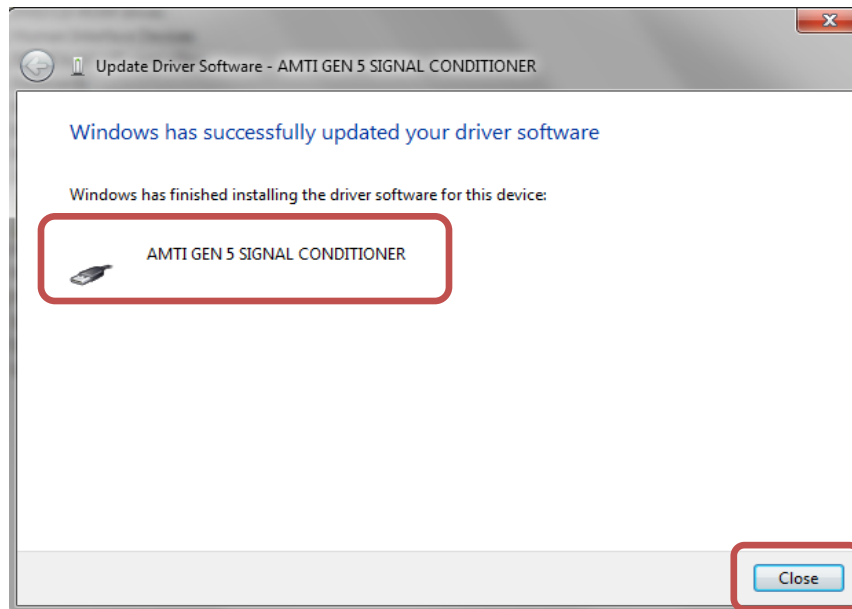 Update Driver Software - AMTI GEN 5 SIGNAL CONDITIONER
Windows has successfully updated your driver software
Windows has finished installing the driver software for this device:
AMTI GEN 5 SIGNAL CONDITIONER
Close